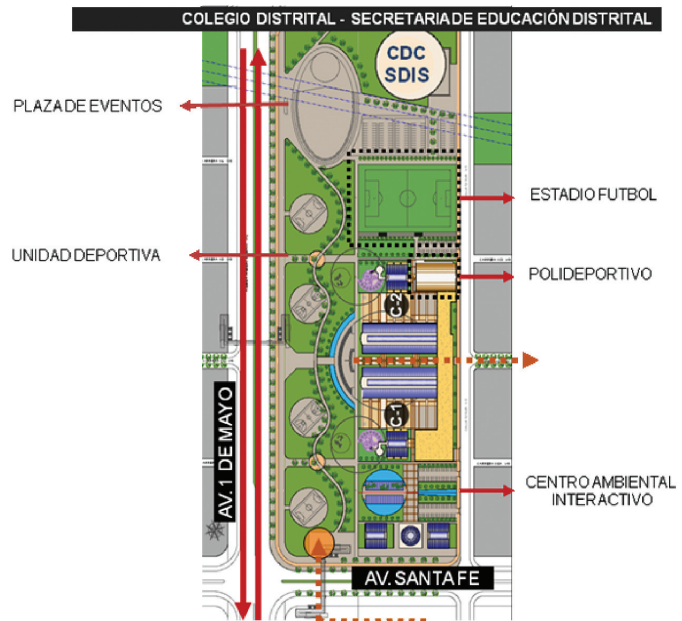 COLEGIO DISTRITAL - SECRETARIA DE EDUCACIÓN DISTRITAL
CDC
SDIS
PLAZA DE EVENTOS
ESTADIO FUTBOL
UNIDAD DEPORTIVA
POLIDEPORTIVO
C-2
C-1
AV. 1 DE MAYO
CENTRO AMBIENTAL
INTERACTIVO
AV. SANTA FE